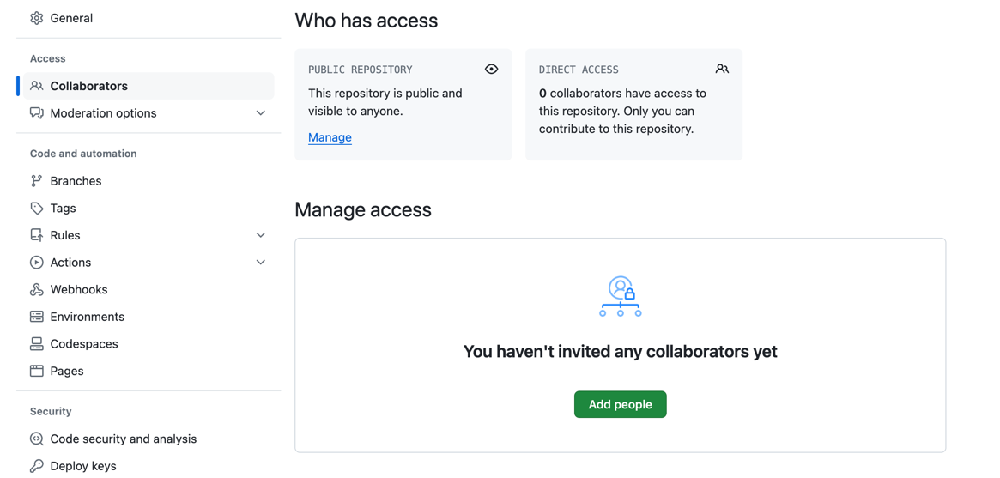 General
Access
Collaborators
Moderation options
Code and automation
Branches
Tags
Rules
Actions
Webhooks
Environments
Codespaces
Pages
Security
Code security and analysis
Deploy keys
Who has access
PUBLIC REPOSITORY
This repository is public and
visible to anyone.
Manage
DIRECT ACCESS
0 collaborators have access to
this repository. Only you can
contribute to this repository.
Manage access
You haven't invited any collaborators yet
Add people